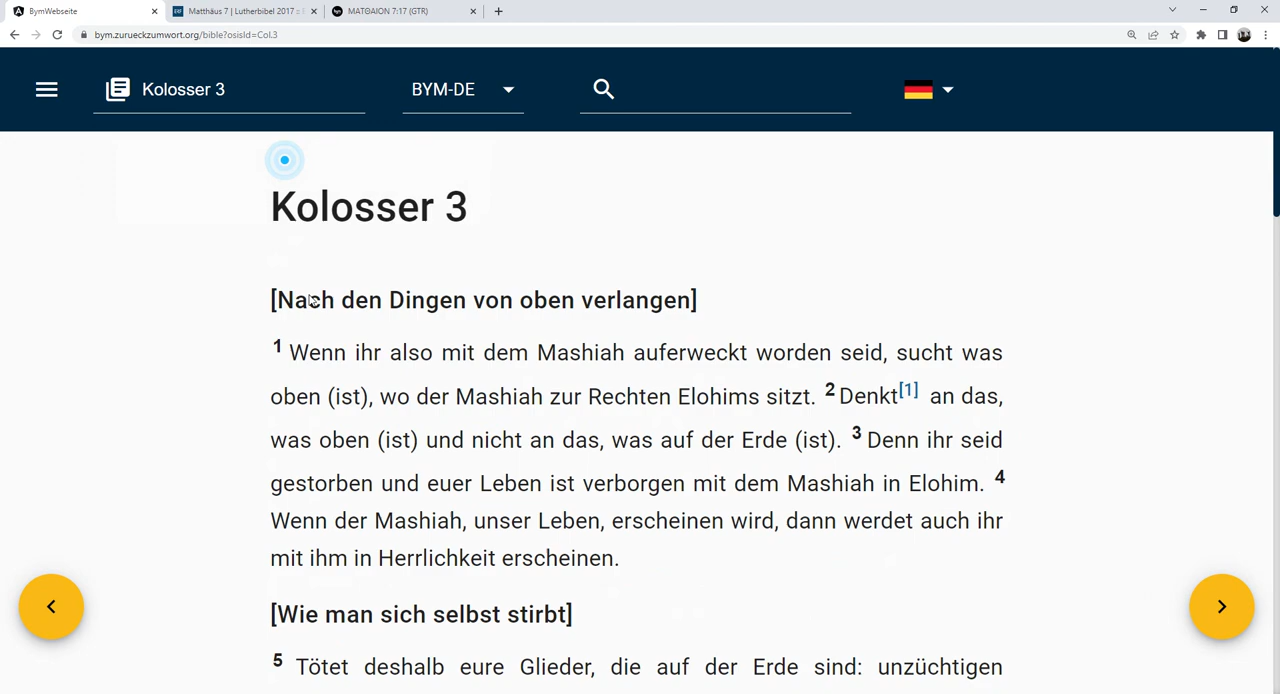 BymWebseite
Matthäus 7 | Lutherbibel 2017 ::
ΜΑΤΘΑΙΟΝ 7:17 (GTR)
bym.zurueckzumwort.org/bible?osisId=Col.3
Kolosser 3
BYM-DE
Kolosser 3
[Nach den Dingen von oben verlangen]
1 Wenn ihr also mit dem Mashiah auferweckt worden seid, sucht was
oben (ist), wo der Mashiah zur Rechten Elohims sitzt. 2 Denkt[1] an das,
was oben (ist) und nicht an das, was auf der Erde (ist). 3 Denn ihr seid
gestorben und euer Leben ist verborgen mit dem Mashiah in Elohim. 4
Wenn der Mashiah, unser Leben, erscheinen wird, dann werdet auch ihr
mit ihm in Herrlichkeit erscheinen.
[Wie man sich selbst stirbt]
5 Tötet deshalb eure Glieder, die auf der Erde sind: unzüchtigen